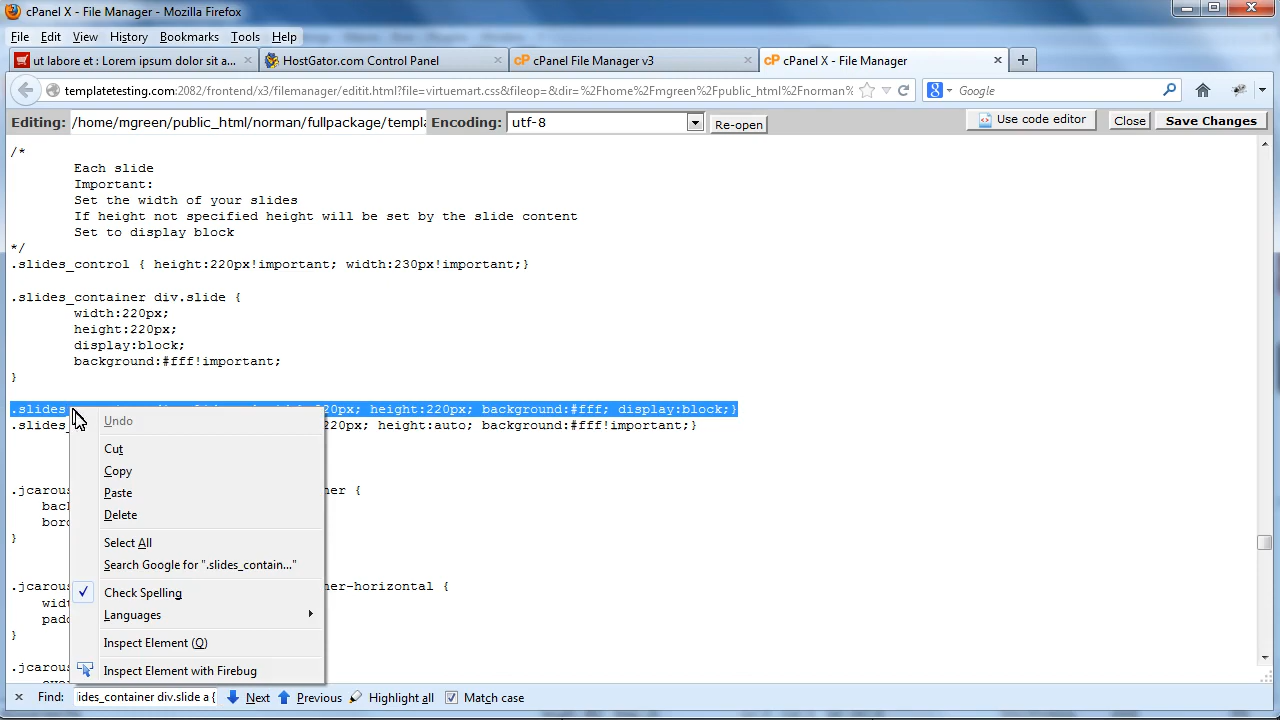 cPanel X - File Manager - Mozilla Firefox
File Edit View History Bookmarks Tools Help
ut labore et : Lorem ipsum dolor sit a...
HostGator.com Control Panel
cP cPanel File Manager v3
cP cPanel X - File Manager
templatetesting.com:2082/frontend/x3/filemanager/editit.html?file=virtuemart.css&fileop=&dir=%2Fhome%2Fmgreen%2Fpublic_html%2Fnorman%
Google
Editing: /home/mgreen/public_html/norman/fullpackage/templa
Encoding: utf-8
Re-open
Use code editor
Close
Save Changes
/*
Each slide
Important:
Set the width of your slides
If height not specified height will be set by the slide content
Set to display block
*/
.slides_control { height:220px!important; width:230px!important;}
.slides_container div.slide {
width:220px;
height:220px;
display:block;
background:#fff!important;
}
.slides 20px; height:220px; background:#fff; display:block;}
.slides_ 220px; height:auto; background:#fff!important;}
.jcarous ner {
bac
bor
}
.jcarous ner-horizontal {
widt
pado
}
.jcarous
Undo
Cut
Copy
Paste
Delete
Select All
Search Google for ".slides_contain..."
Check Spelling
Languages
Inspect Element (Q)
Inspect Element with Firebug
Find: ides_container div.slide a {
Next
Previous
Highlight all
Match case